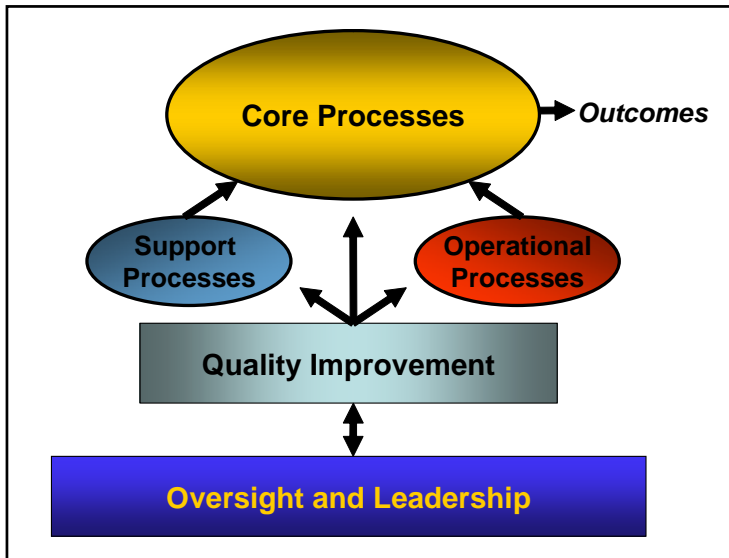 Core Processes
Outcomes
Support
Processes
Operational
Processes
Quality Improvement
Oversight and Leadership